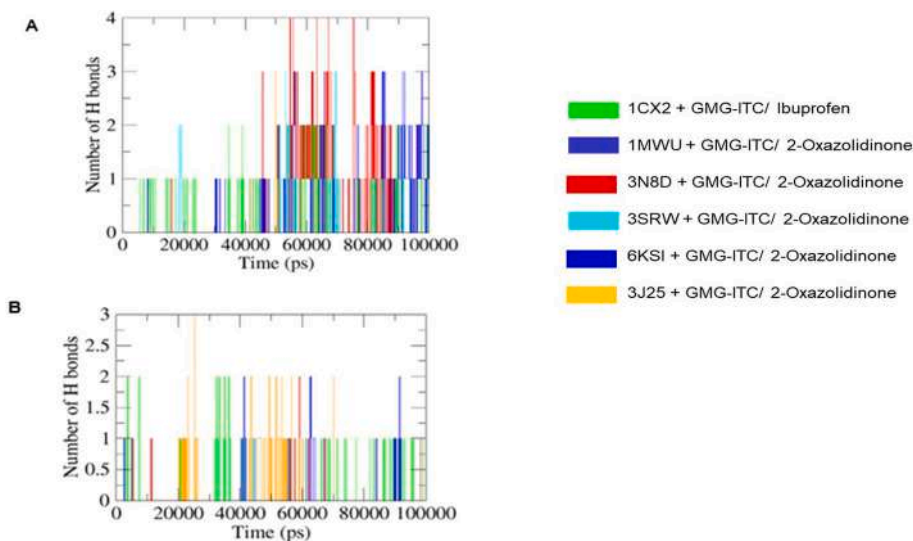 A
Number of H bonds
4
3
2
1
0
0 20000 40000 60000 80000 100000
Time (ps)
B
Number of H bonds
3
2.5
2
1.5
1
0.5
0
0 20000 40000 60000 80000 100000
Time (ps)
1CX2 + GMG-ITC/ Ibuprofen
1MWU + GMG-ITC/ 2-Oxazolidinone
3N8D + GMG-ITC/ 2-Oxazolidinone
3SRW + GMG-ITC/ 2-Oxazolidinone
6KSI + GMG-ITC/ 2-Oxazolidinone
3J25 + GMG-ITC/ 2-Oxazolidinone